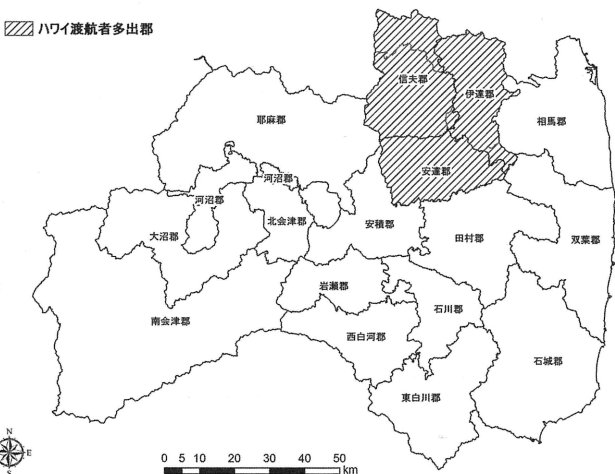 ハワイ渡航者多出郡
信夫郡
伊達郡
相馬郡
耶麻郡
安達郡
河沼郡
河沼郡
北会津郡
安積郡
大沼郡
田村郡
双葉郡
岩瀬郡
石川郡
南会津郡
西白河郡
石城郡
東白川郡
N
E
S
0 5 10 20 30 40 50
km